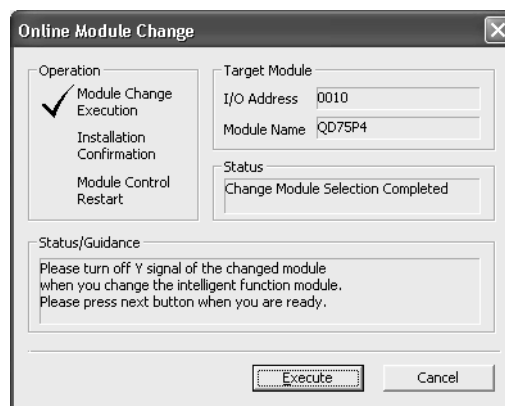 Online Module Change
Operation
Module Change
Execution
Installation
Confirmation
Module Control
Restart
Target Module
I/O Address 0010
Module Name QD75P4
Status
Change Module Selection Completed
Status/Guidance
Please turn off Y signal of the changed module
when you change the intelligent function module.
Please press next button when you are ready.
Execute Cancel